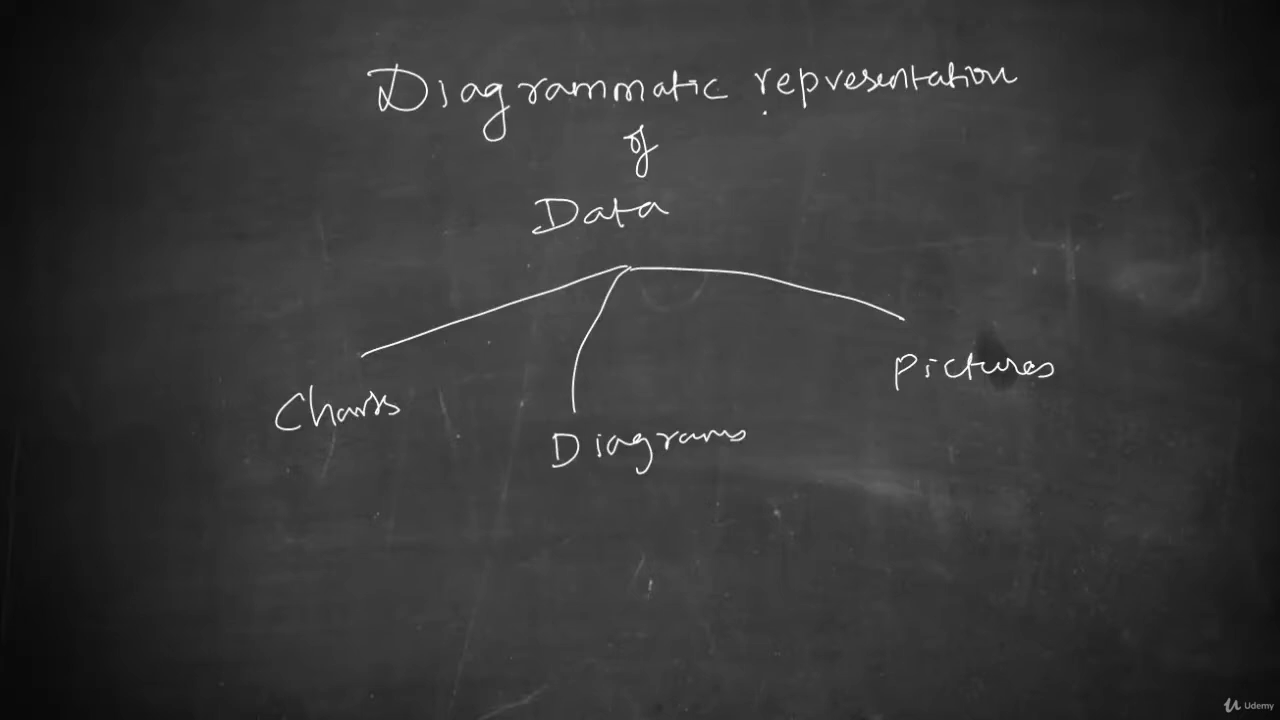 Diagrammatic representation
of
Data
Charts
Diagrams
Pictures
Udemy